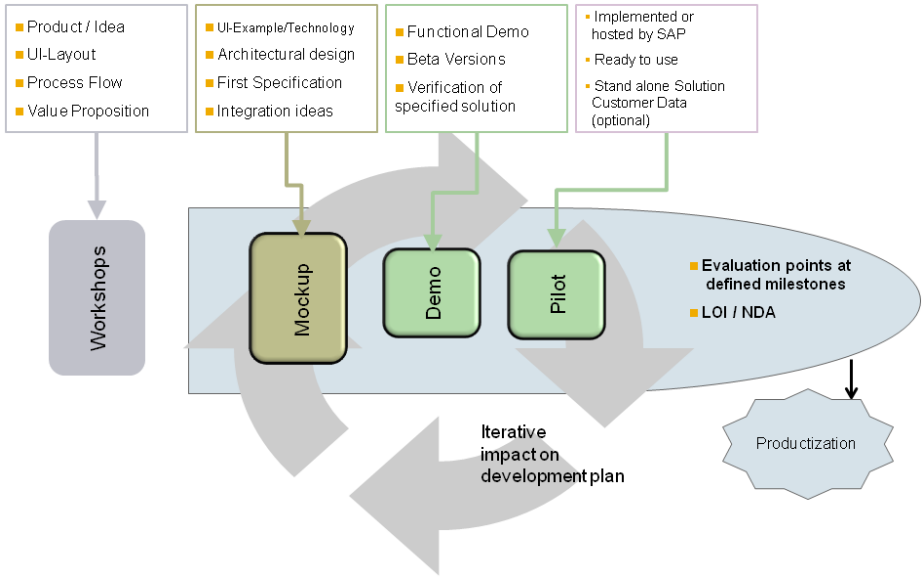 Product / Idea
UI-Layout
Process Flow
Value Proposition
UI-Example/Technology
Architectural design
First Specification
Integration ideas
Functional Demo
Beta Versions
Verification of
specified solution
Implemented or
hosted by SAP
Ready to use
Stand alone Solution
Customer Data
(optional)
Workshops
Mockup
Demo
Pilot
Evaluation points at
defined milestones
LOI / NDA
Iterative
impact on
development plan
Productization